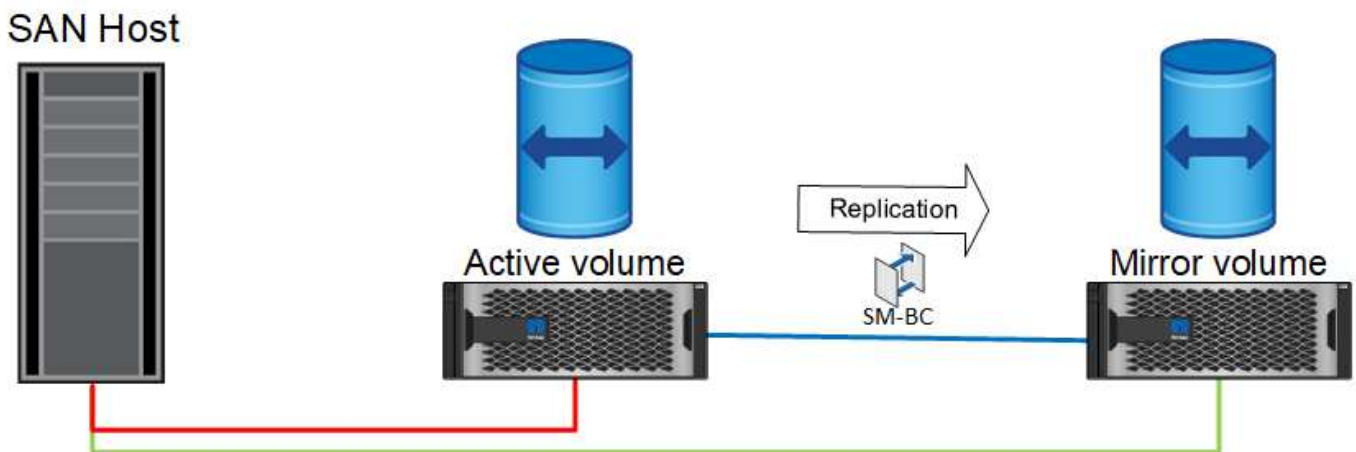 SAN Host
Replication
Active volume
Mirror volume
SM-BC